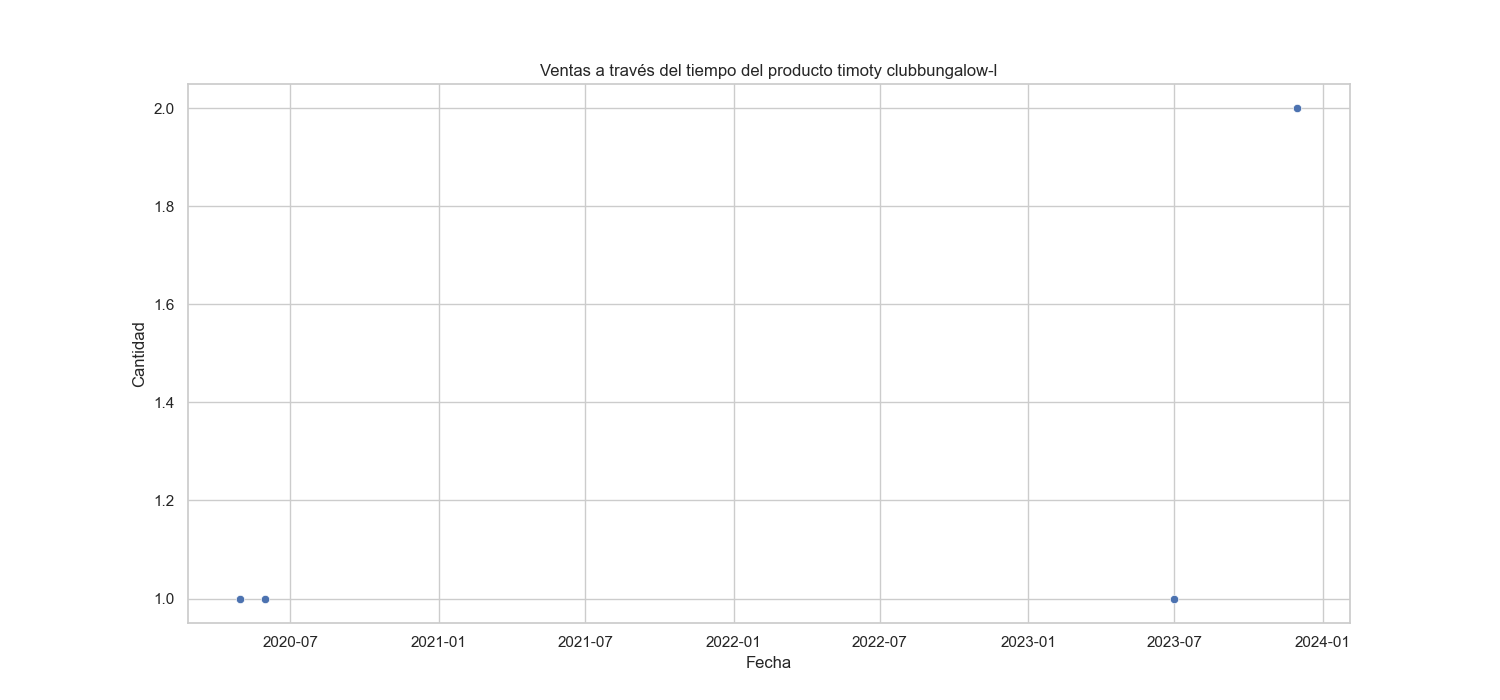 Ventas a través del tiempo del producto timoty clubbungalow-l
2.0
1.8
1.6
1.4
1.2
1.0
Cantidad
2020-07 2021-01 2021-07 2022-01 2022-07 2023-01 2023-07 2024-01
Fecha